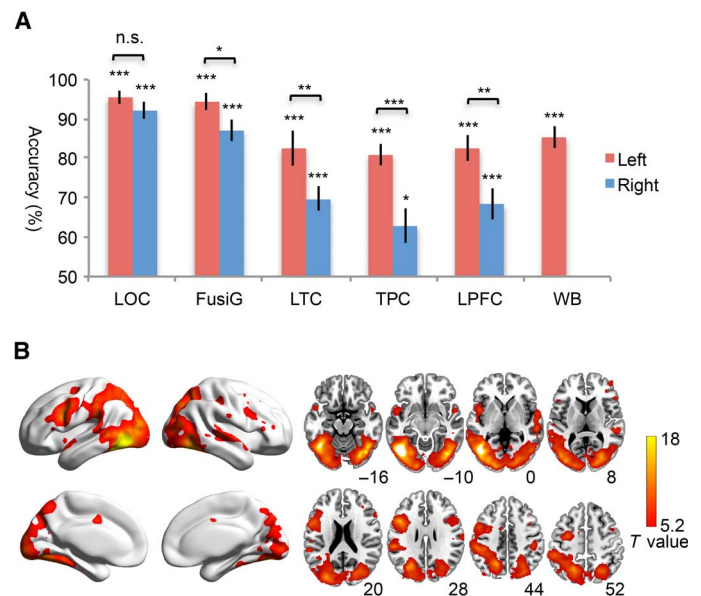 A
n.s.
*
**
***
**
*** *** *** *** *** *** *** * *** *** ***
100
90
80
70
60
50
Accuracy (%)
Left
Right
LOC FusiG LTC TPC LPFC WB
B
−16 −10 0 8
20 28 44 52
18
5.2
T value